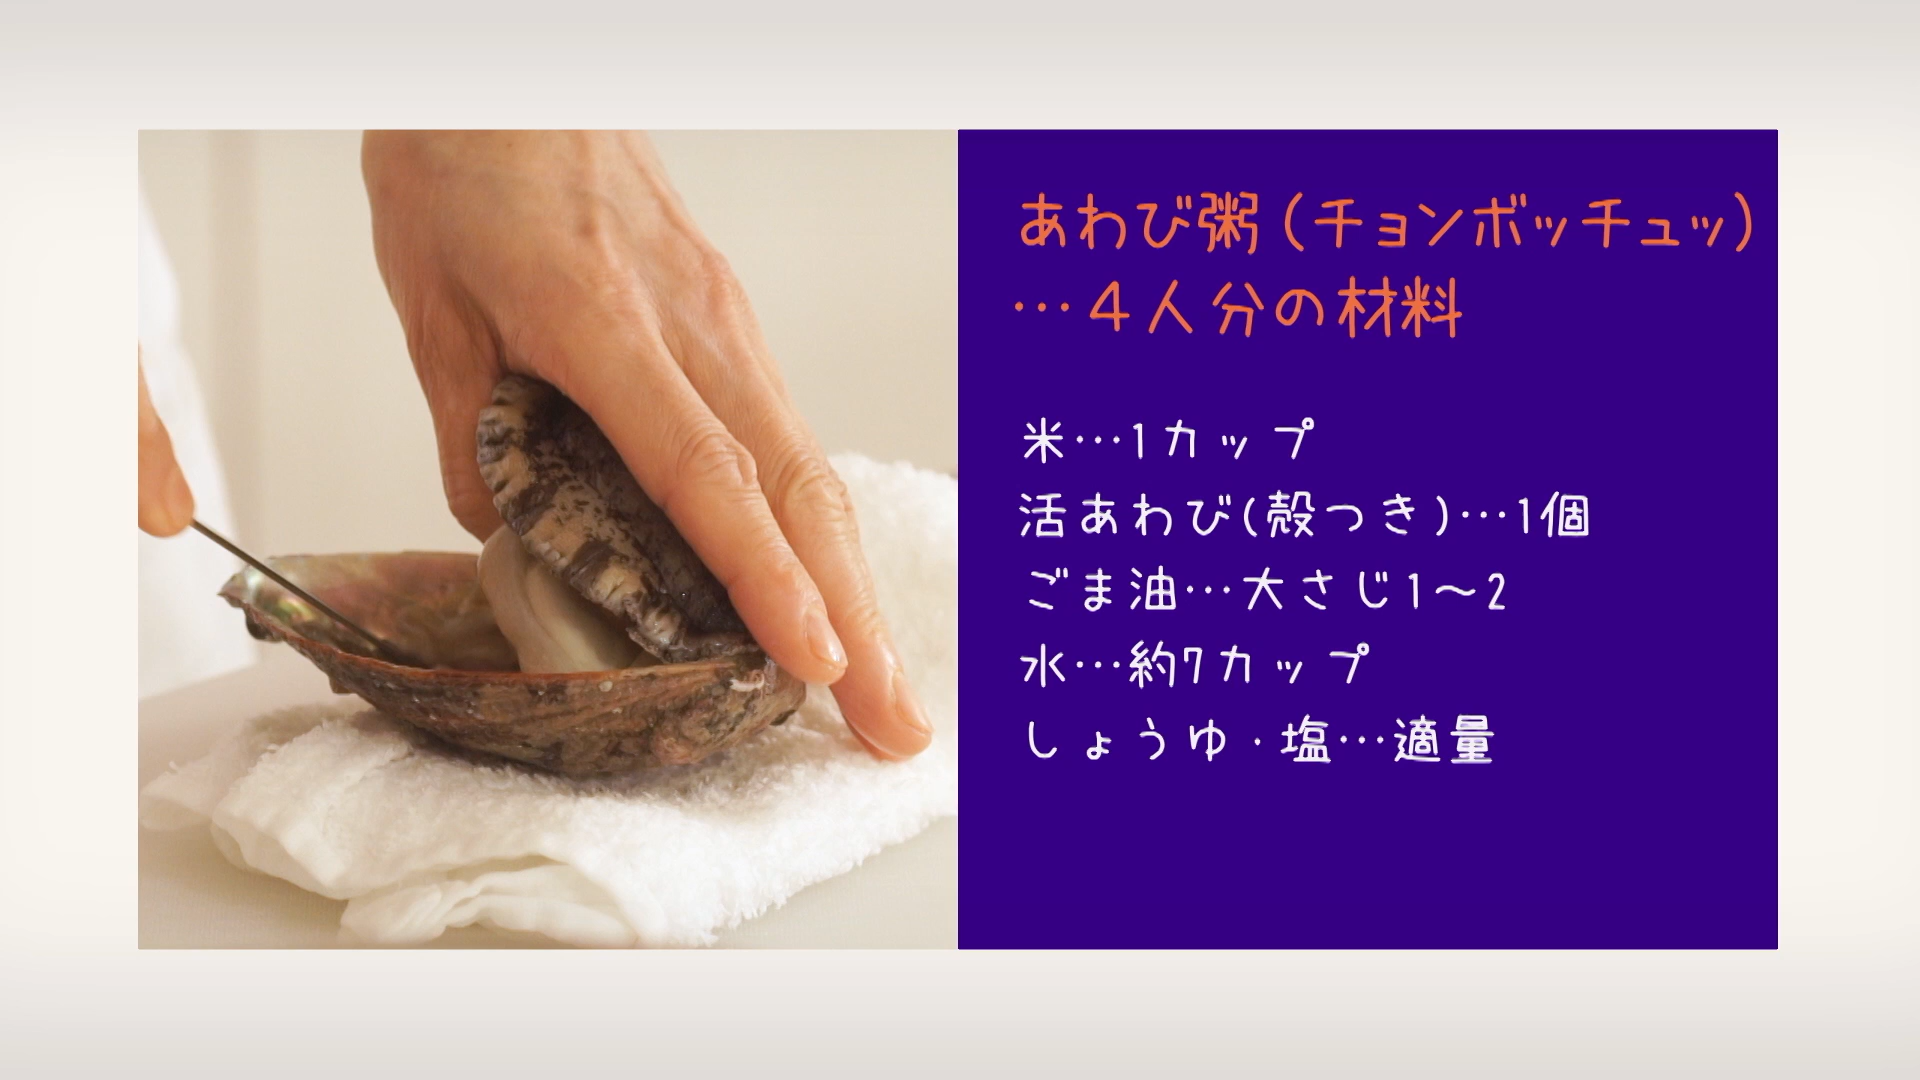 あわび粥(チョンボッチュッ)
…4人分の材料
米…1カップ
活あわび(殻つき)…1個
ごま油…大さじ1〜2
水…約7カップ
しょうゆ・塩…適量